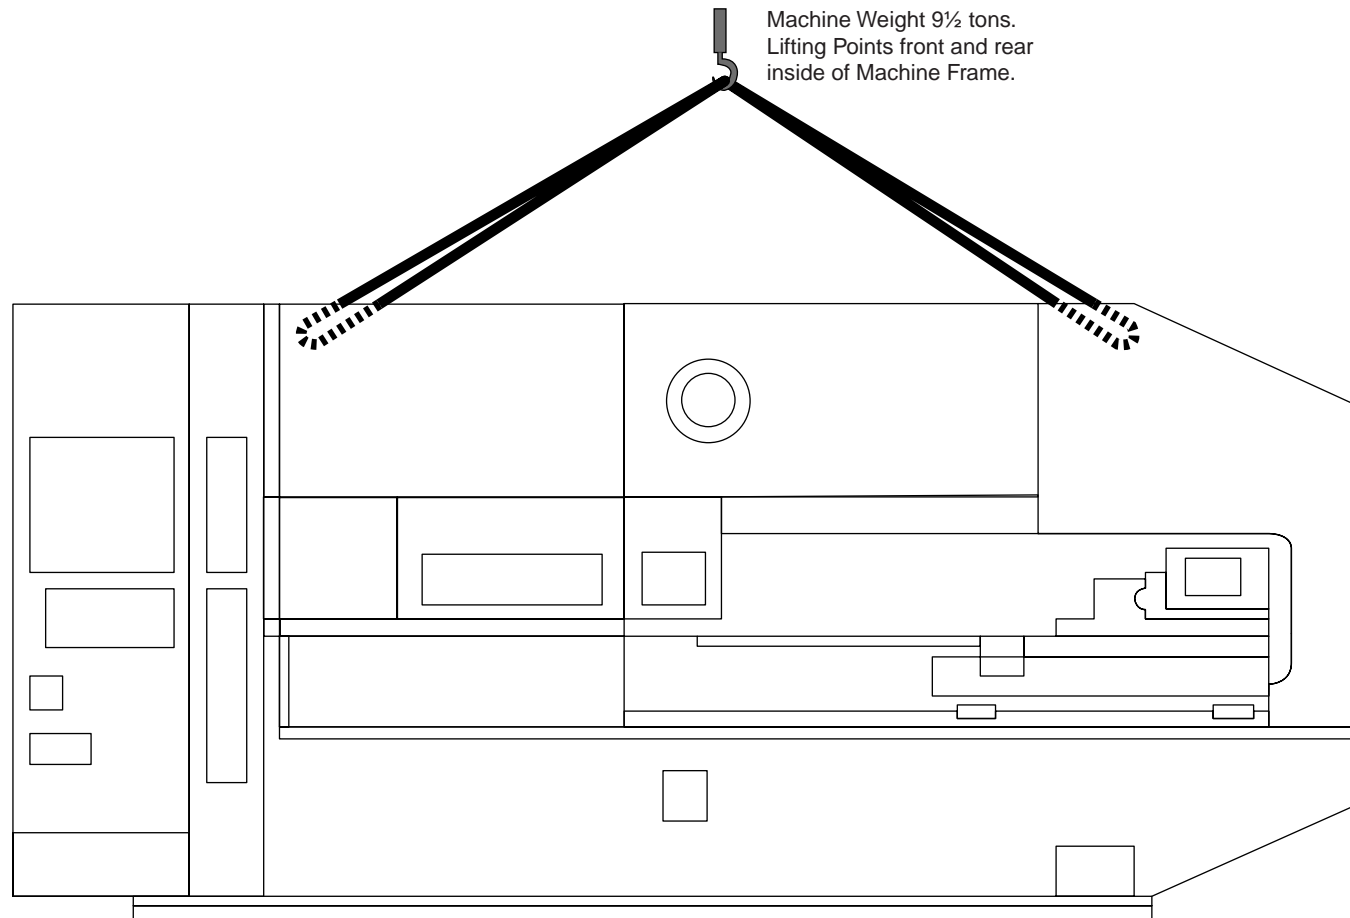 Machine Weight 9½ tons.
Lifting Points front and rear
inside of Machine Frame.